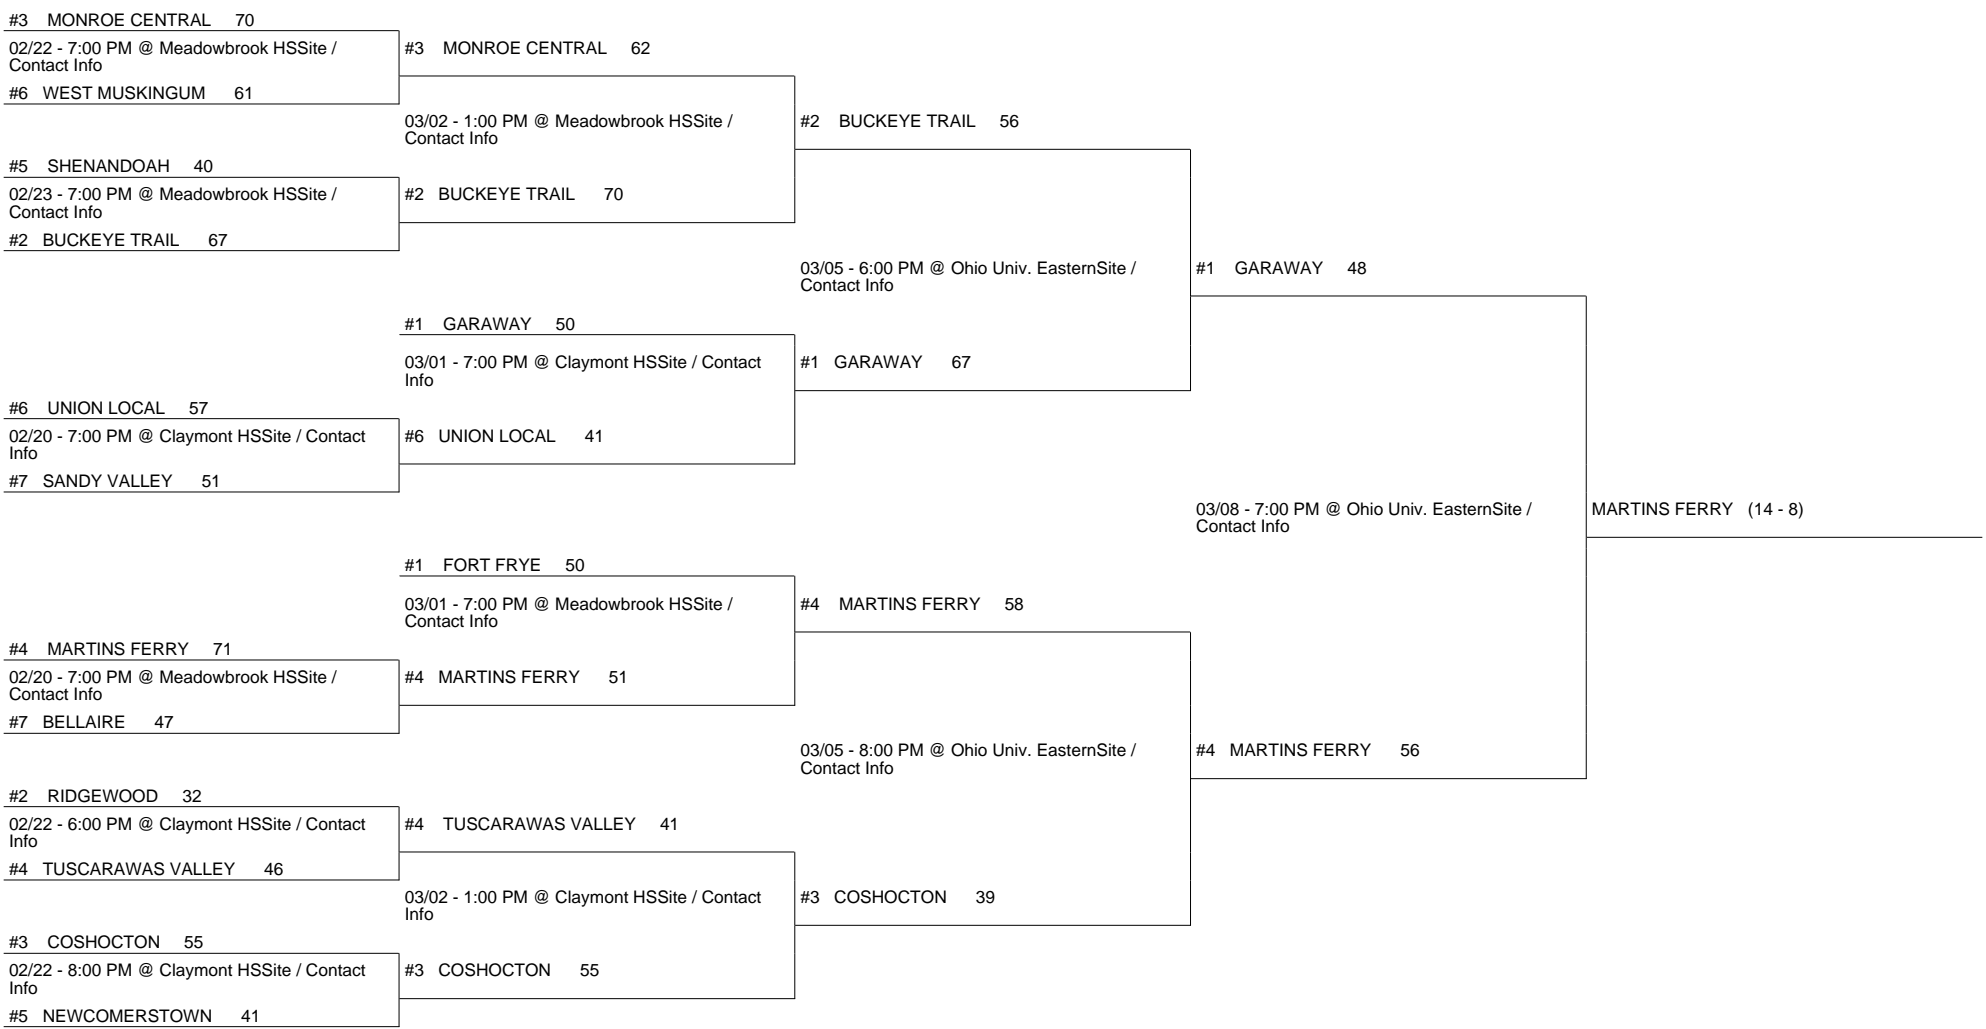 #3 MONROE CENTRAL 70
02/22 - 7:00 PM @ Meadowbrook HSSite /
Contact Info
#6 WEST MUSKINGUM 61
#5 SHENANDOAH 40
02/23 - 7:00 PM @ Meadowbrook HSSite /
Contact Info
#2 BUCKEYE TRAIL 67
#6 UNION LOCAL 57
02/20 - 7:00 PM @ Claymont HSSite / Contact
Info
#7 SANDY VALLEY 51
#4 MARTINS FERRY 71
02/20 - 7:00 PM @ Meadowbrook HSSite /
Contact Info
#7 BELLAIRE 47
#2 RIDGEWOOD 32
02/22 - 6:00 PM @ Claymont HSSite / Contact
Info
#4 TUSCARAWAS VALLEY 46
#3 COSHOCTON 55
02/22 - 8:00 PM @ Claymont HSSite / Contact
Info
#5 NEWCOMERSTOWN 41
#3 MONROE CENTRAL 62
03/02 - 1:00 PM @ Meadowbrook HSSite /
Contact Info
#2 BUCKEYE TRAIL 70
#1 GARAWAY 50
03/01 - 7:00 PM @ Claymont HSSite / Contact
Info
#6 UNION LOCAL 41
#1 FORT FRYE 50
03/01 - 7:00 PM @ Meadowbrook HSSite /
Contact Info
#4 MARTINS FERRY 51
#4 TUSCARAWAS VALLEY 41
03/02 - 1:00 PM @ Claymont HSSite / Contact
Info
#3 COSHOCTON 55
#2 BUCKEYE TRAIL 56
03/05 - 6:00 PM @ Ohio Univ. EasternSite /
Contact Info
#1 GARAWAY 67
#4 MARTINS FERRY 58
03/05 - 8:00 PM @ Ohio Univ. EasternSite /
Contact Info
#3 COSHOCTON 39
#1 GARAWAY 48
03/08 - 7:00 PM @ Ohio Univ. EasternSite /
Contact Info
#4 MARTINS FERRY 56
MARTINS FERRY (14 - 8)